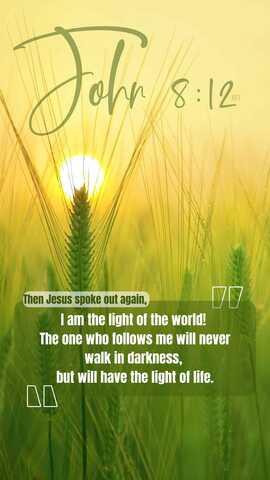 John 8:12
Then Jesus spoke out again,
I am the light of the world!
The one who follows me will never
walk in darkness,
but will have the light of life.